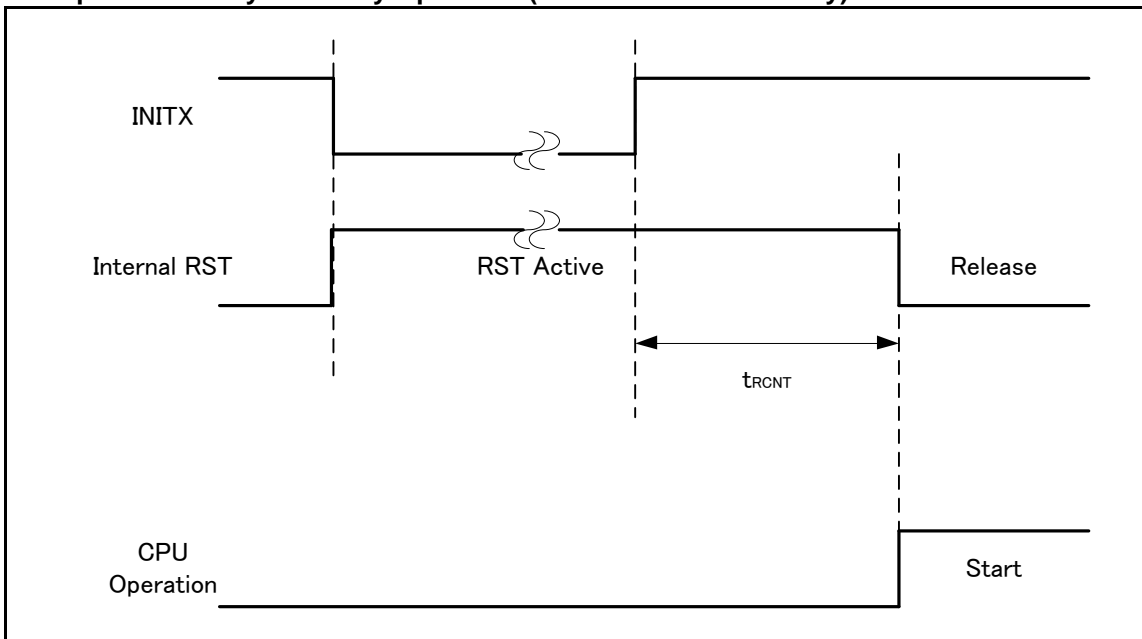 INITX
Internal RST
RST Active
Release
tRCNT
CPU
Operation
Start